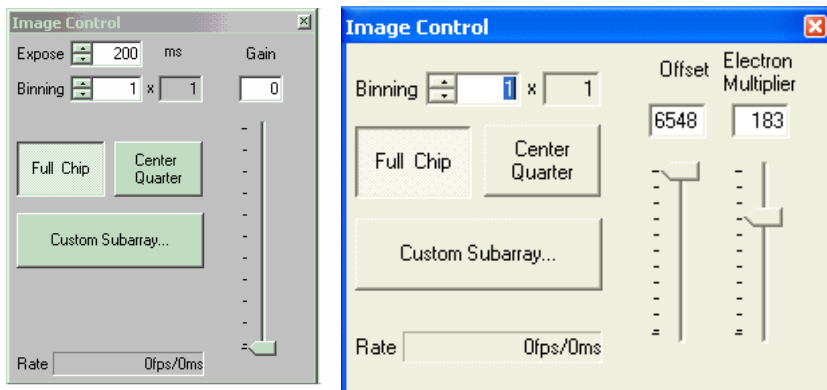 Image Control
Expose 200 ms Gain
Binning 1 x 1 0
Full Chip Center Quarter
Custom Subarray...
Rate 0fps/0ms
Image Control
Offset Electron Multiplier
Binning 1 x 1
6548 183
Full Chip Center Quarter
Custom Subarray...
Rate 0fps/0ms